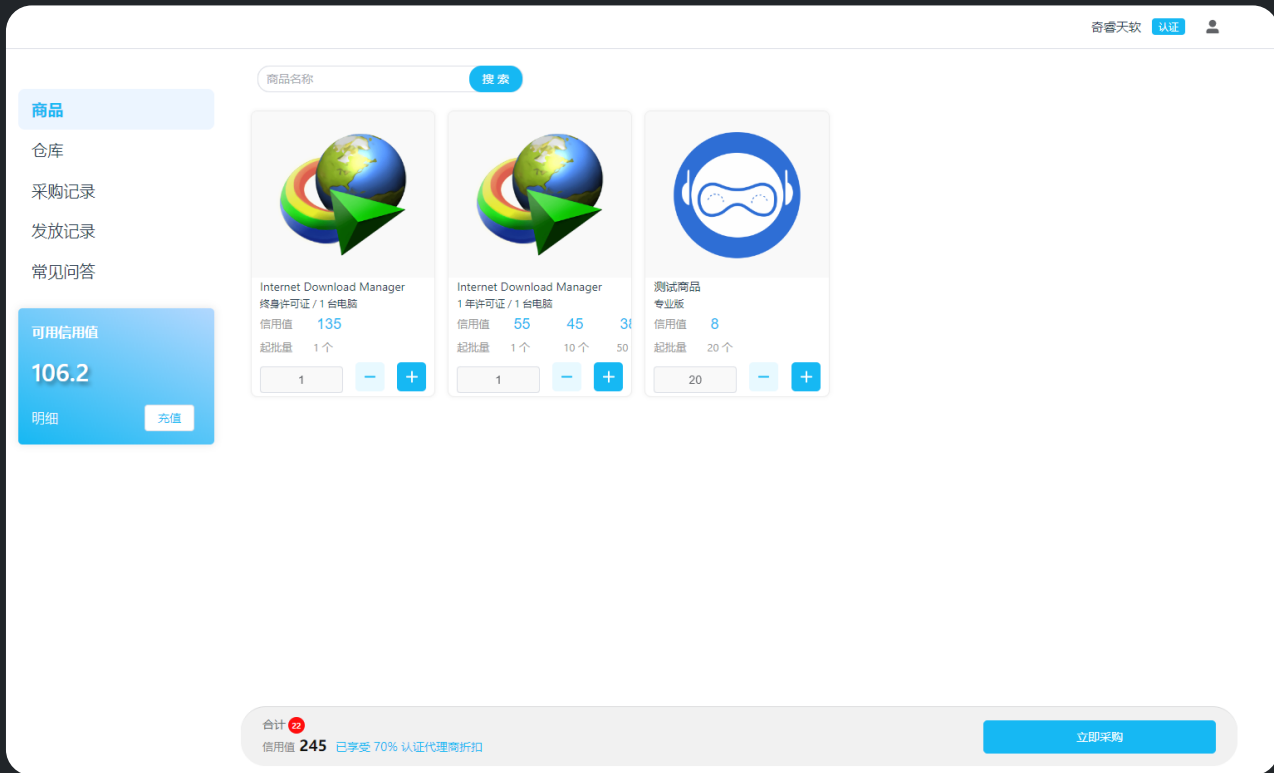 奇睿天软 认证
商品名称 搜 索
商品
仓库
采购记录
发放记录
常见问答
可用信用值
106.2
明细 充值
Internet Download Manager
终身许可证 / 1 台电脑
信用值 135
起批量 1 个
1
Internet Download Manager
1 年许可证 / 1 台电脑
信用值 55 45 38
起批量 1 个 10 个 50
1
测试商品
专业版
信用值 8
起批量 20 个
20
合计 22
信用值 245 已享受 70% 认证代理商折扣
立即采购